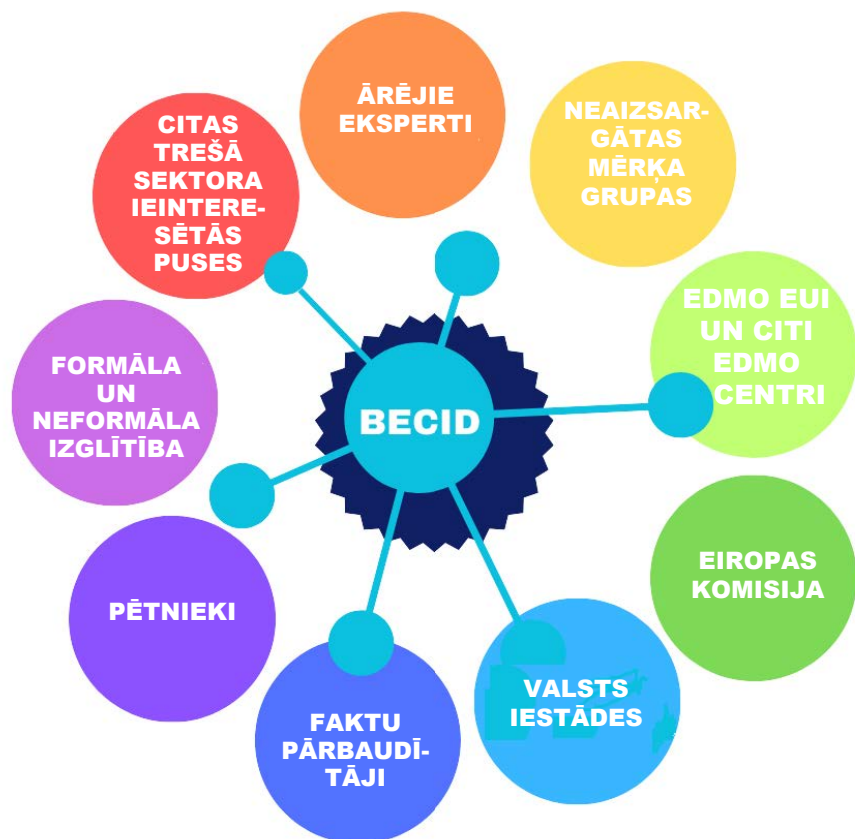 ĀRĒJIE
EKSPERTI
NEAIZSAR-
GĀTAS
MĒRĶA
GRUPAS
CITAS
TREŠĀ
SEKTORA
IEINTERE-
SĒTĀS
PUSES
EDMO EUI
UN CITI
EDMO
CENTRI
FORMĀLA
UN
NEFORMĀLA
IZGLĪTĪBA
BECID
EIROPAS
KOMISIJA
PĒTNIEKI
VALSTS
IESTĀDES
FAKTU
PĀRBAUDĪ-
TĀJI